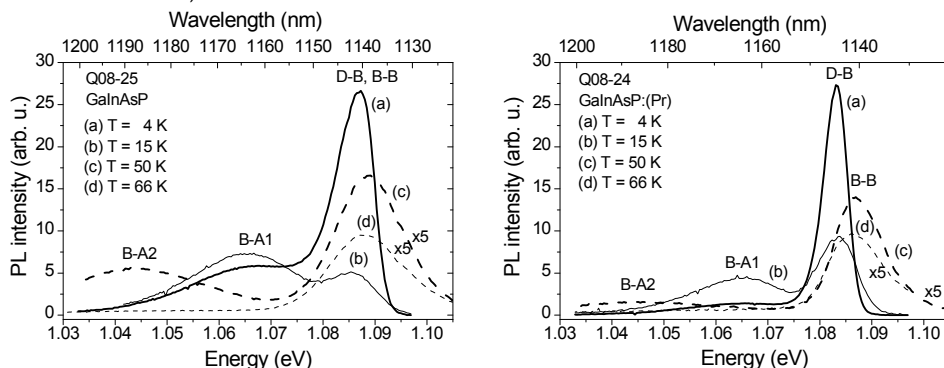 Wavelength (nm)
1200 1190 1180 1170 1160 1150 1140 1130
30
25
20
15
10
5
0
PL intensity (arb. u.)
Q08-25
GaInAsP
(a) T = 4 K
(b) T = 15 K
(c) T = 50 K
(d) T = 66 K
D-B, B-B
(a)
(c)
(d)
x5
x5
(b)
B-A2
B-A1
1.03 1.04 1.05 1.06 1.07 1.08 1.09 1.10
Energy (eV)
Wavelength (nm)
1200 1180 1160 1140
30
25
20
15
10
5
0
PL intensity (arb. u.)
Q08-24
GaInAsP:(Pr)
(a) T = 4 K
(b) T = 15 K
(c) T = 50 K
(d) T = 66 K
D-B
(a)
B-B
(d)
(c)
x5
x5
B-A1
(b)
B-A2
1.03 1.04 1.05 1.06 1.07 1.08 1.09 1.10
Energy (eV)